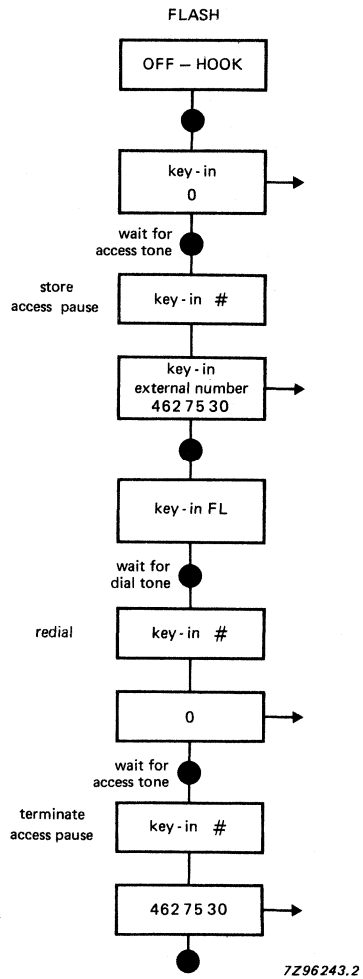 FLASH
OFF – HOOK
key - in
0
wait for
access tone
store
access pause
key - in #
key - in
external number
462 75 30
key - in FL
wait for
dial tone
redial
key - in #
0
wait for
access tone
terminate
access pause
key - in #
462 75 30
7Z96243.2